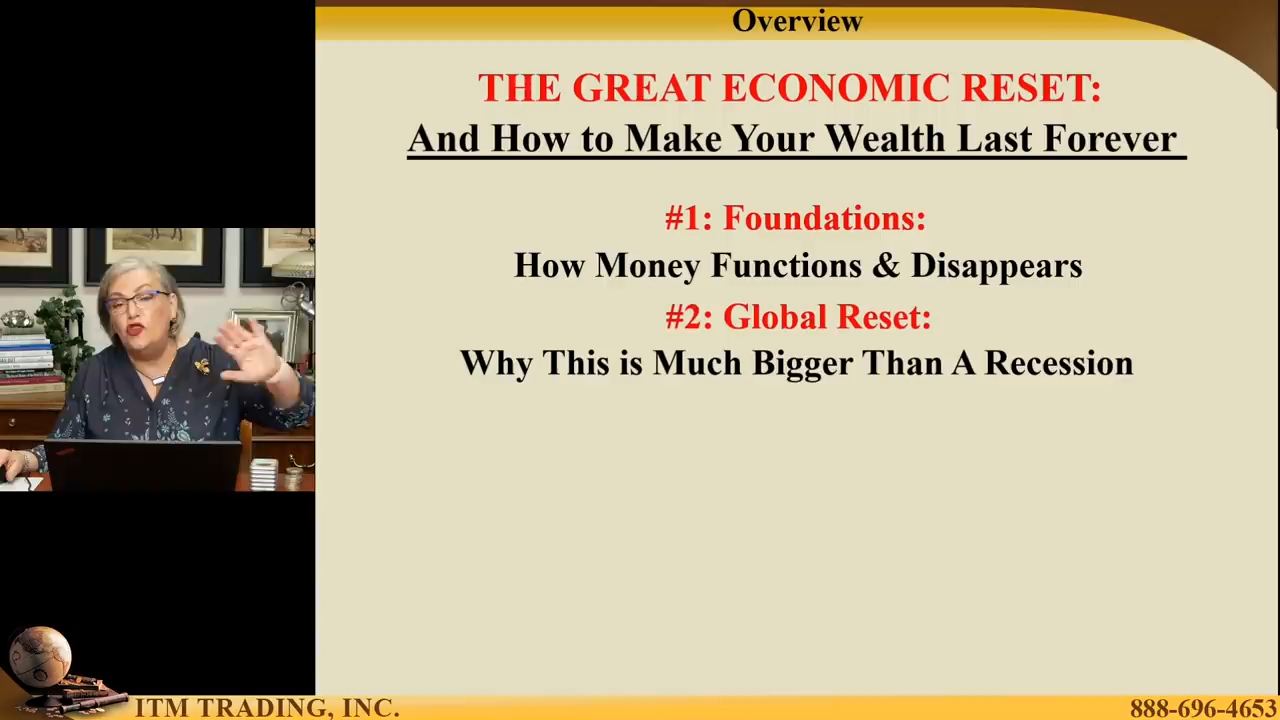 Overview
THE GREAT ECONOMIC RESET:
And How to Make Your Wealth Last Forever
#1: Foundations:
How Money Functions & Disappears
#2: Global Reset:
Why This is Much Bigger Than A Recession
ITM TRADING, INC.
888-696-4653